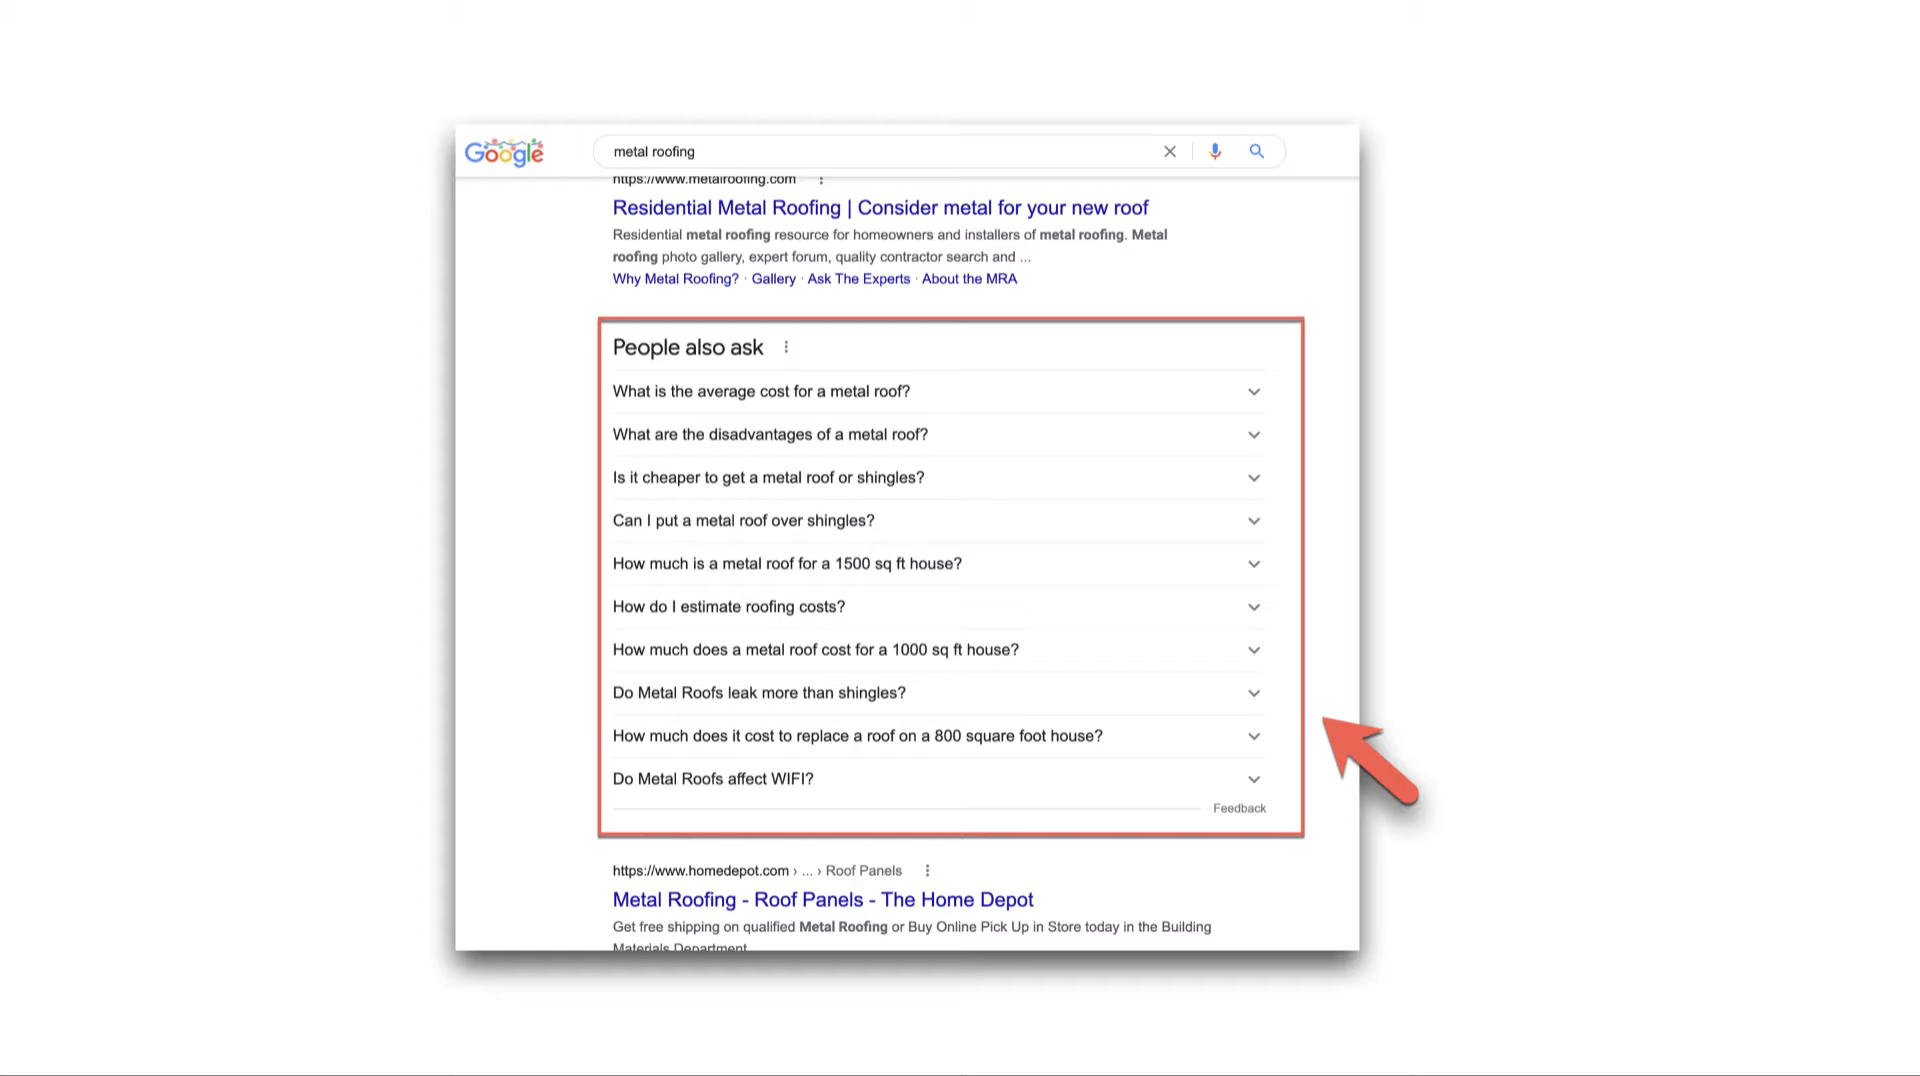 Google
metal roofing
https://www.metalroofing.com
Residential Metal Roofing | Consider metal for your new roof
Residential metal roofing resource for homeowners and installers of metal roofing. Metal
roofing photo gallery, expert forum, quality contractor search and ...
Why Metal Roofing? · Gallery · Ask The Experts · About the MRA
People also ask
What is the average cost for a metal roof?
What are the disadvantages of a metal roof?
Is it cheaper to get a metal roof or shingles?
Can I put a metal roof over shingles?
How much is a metal roof for a 1500 sq ft house?
How do I estimate roofing costs?
How much does a metal roof cost for a 1000 sq ft house?
Do Metal Roofs leak more than shingles?
How much does it cost to replace a roof on a 800 square foot house?
Do Metal Roofs affect WIFI?
Feedback
https://www.homedepot.com › ... › Roof Panels
Metal Roofing - Roof Panels - The Home Depot
Get free shipping on qualified Metal Roofing or Buy Online Pick Up in Store today in the Building
Materials Department